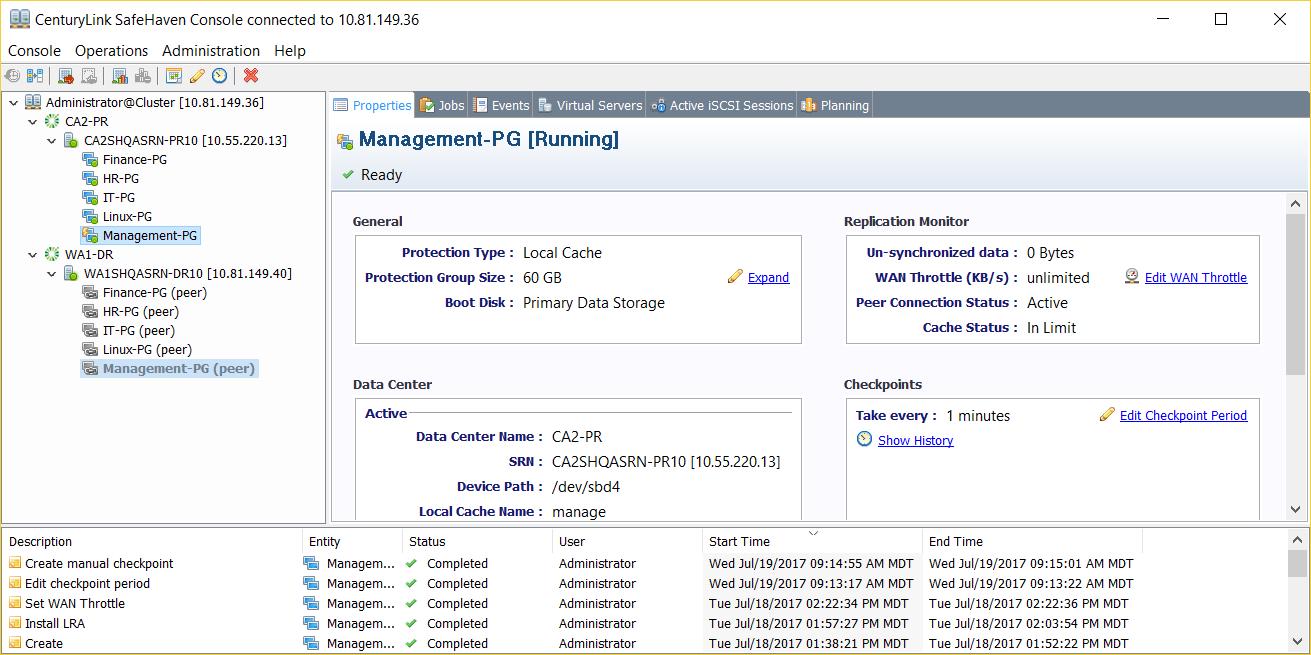 CenturyLink SafeHaven Console connected to 10.81.149.36
Console Operations Administration Help
Administrator@Cluster [10.81.149.36]
CA2-PR
CA2SHQASRN-PR10 [10.55.220.13]
Finance-PG
HR-PG
IT-PG
Linux-PG
Management-PG
WA1-DR
WA1SHQASRN-DR10 [10.81.149.40]
Finance-PG (peer)
HR-PG (peer)
IT-PG (peer)
Linux-PG (peer)
Management-PG (peer)
Properties Jobs Events Virtual Servers Active iSCSI Sessions Planning
Management-PG [Running]
Ready
General
Protection Type : Local Cache
Protection Group Size : 60 GB Expand
Boot Disk : Primary Data Storage
Replication Monitor
Un-synchronized data : 0 Bytes
WAN Throttle (KB/s) : unlimited Edit WAN Throttle
Peer Connection Status : Active
Cache Status : In Limit
Data Center
Active
Data Center Name : CA2-PR
SRN : CA2SHQASRN-PR10 [10.55.220.13]
Device Path : /dev/sbd4
Local Cache Name : manage
Checkpoints
Take every : 1 minutes Edit Checkpoint Period
Show History
Description Entity Status User Start Time End Time
Create manual checkpoint Managem... Completed Administrator Wed Jul/19/2017 09:14:55 AM MDT Wed Jul/19/2017 09:15:01 AM MDT
Edit checkpoint period Managem... Completed Administrator Wed Jul/19/2017 09:13:17 AM MDT Wed Jul/19/2017 09:13:22 AM MDT
Set WAN Throttle Managem... Completed Administrator Tue Jul/18/2017 02:22:34 PM MDT Tue Jul/18/2017 02:22:36 PM MDT
Install LRA Managem... Completed Administrator Tue Jul/18/2017 01:57:27 PM MDT Tue Jul/18/2017 02:03:54 PM MDT
Create Managem... Completed Administrator Tue Jul/18/2017 01:38:21 PM MDT Tue Jul/18/2017 01:52:22 PM MDT